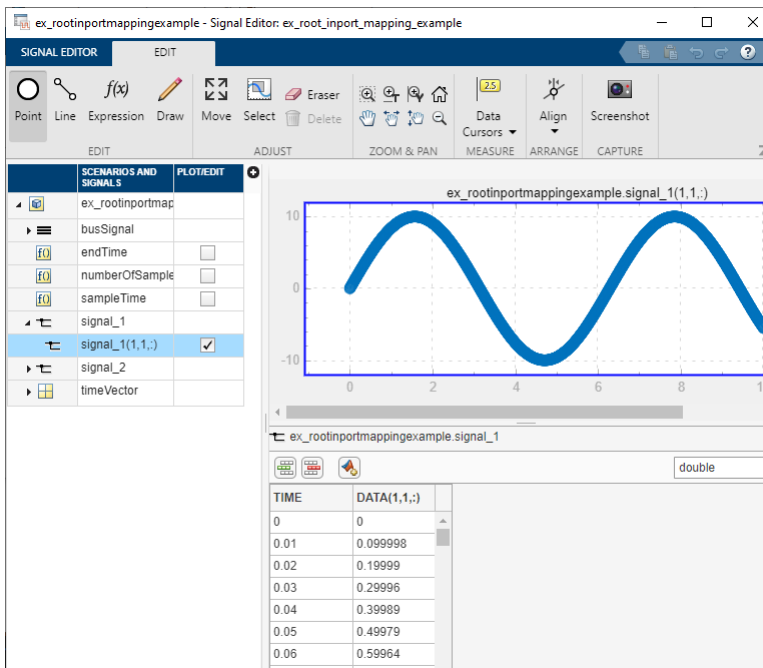 ex_rootinportmappingexample - Signal Editor: ex_root_inport_mapping_example
SIGNAL EDITOR EDIT
?
f(x) 2.5
Eraser
Point Line Expression Draw Move Select Delete Data Cursors Align Screenshot
EDIT ADJUST ZOOM & PAN MEASURE ARRANGE CAPTURE
SCENARIOS AND SIGNALS PLOT/EDIT
ex_rootinportmap
busSignal
f() endTime
f() numberOfSample
f() sampleTime
signal_1
signal_1(1,1,:)
signal_2
timeVector
ex_rootinportmappingexample.signal_1(1,1,:)
10
0
-10
0 2 4 6 8 1
ex_rootinportmappingexample.signal_1
double
TIME DATA(1,1,:)
0 0
0.01 0.099998
0.02 0.19999
0.03 0.29996
0.04 0.39989
0.05 0.49979
0.06 0.59964